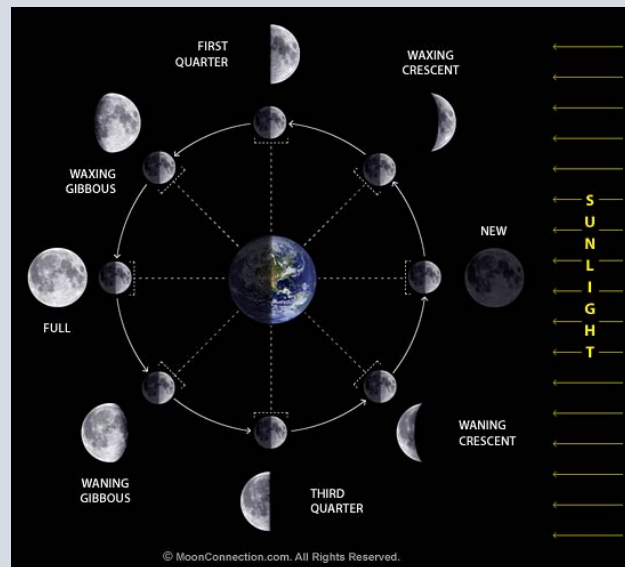 FIRST
QUARTER
WAXING
CRESCENT
WAXING
GIBBOUS
NEW
SUNLIGHT
FULL
WANING
GIBBOUS
THIRD
QUARTER
WANING
CRESCENT
© MoonConnection.com. All Rights Reserved.